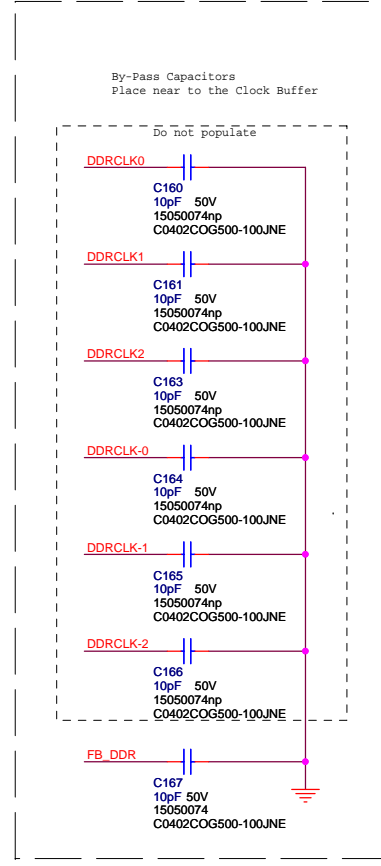 By-Pass Capacitors
Place near to the Clock Buffer
Do not populate
DDRCLK0
C160
10pF 50V
15050074np
C0402COG500-100JNE
DDRCLK1
C161
10pF 50V
15050074np
C0402COG500-100JNE
DDRCLK2
C163
10pF 50V
15050074np
C0402COG500-100JNE
DDRCLK-0
C164
10pF 50V
15050074np
C0402COG500-100JNE
DDRCLK-1
C165
10pF 50V
15050074np
C0402COG500-100JNE
DDRCLK-2
C166
10pF 50V
15050074np
C0402COG500-100JNE
FB_DDR
C167
10pF 50V
15050074
C0402COG500-100JNE